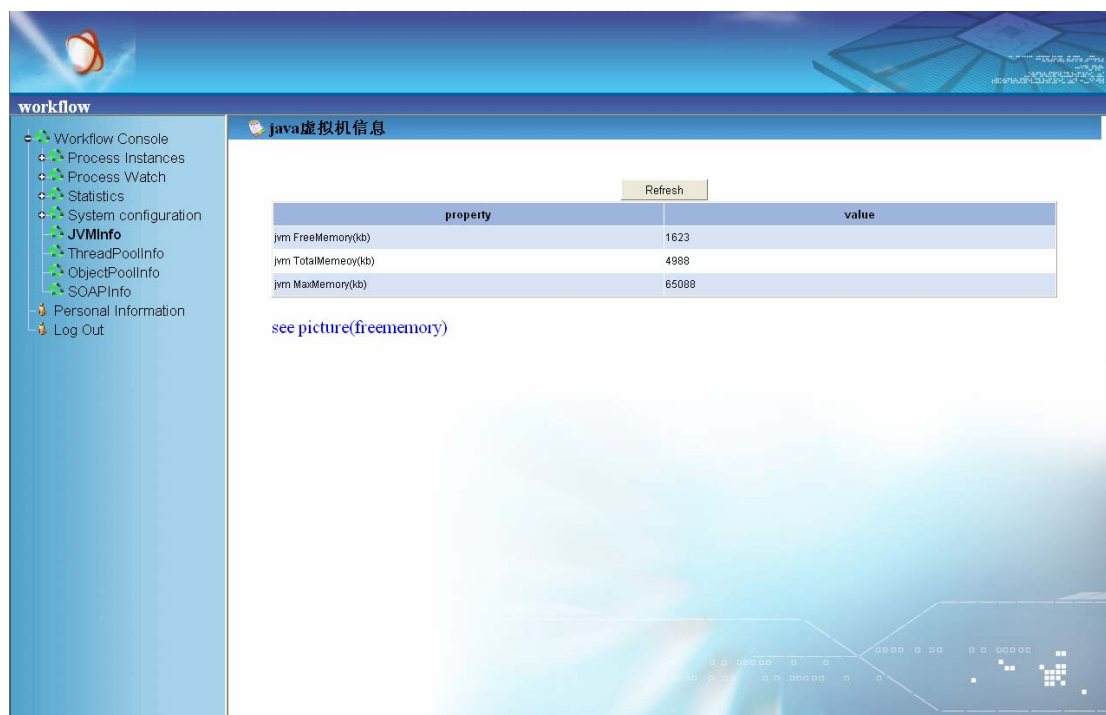 workflow
Workflow Console
Process Instances
Process Watch
Statistics
System configuration
JVMInfo
ThreadPoolInfo
ObjectPoolInfo
SOAPInfo
Personal Information
Log Out
java虚拟机信息
Refresh
property value
jvm FreeMemory(kb) 1623
jvm TotalMemeoy(kb) 4988
jvm MaxMemory(kb) 65088
see picture(freememory)